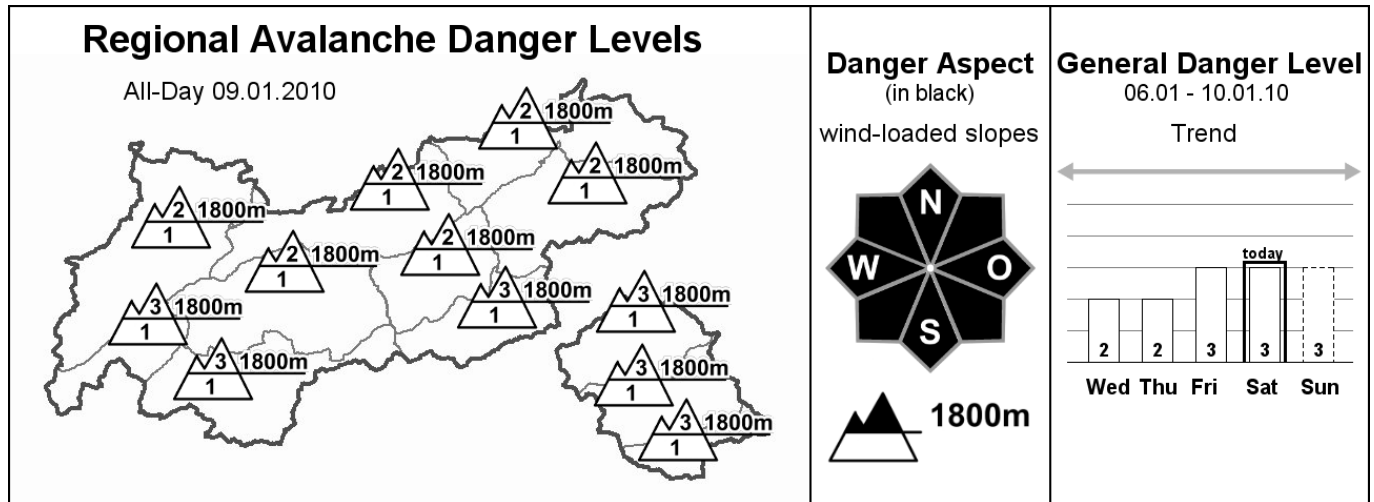 Regional Avalanche Danger Levels
All-Day 09.01.2010
2 1800m
1
2 1800m
1
2 1800m
1
2 1800m
1
2 1800m
1
2 1800m
1
3 1800m
1
3 1800m
1
3 1800m
1
3 1800m
1
3 1800m
1
3 1800m
1
Danger Aspect
(in black)
wind-loaded slopes
N
W O
S
1800m
General Danger Level
06.01 - 10.01.10
Trend
today
2 2 3 3 3
Wed Thu Fri Sat Sun